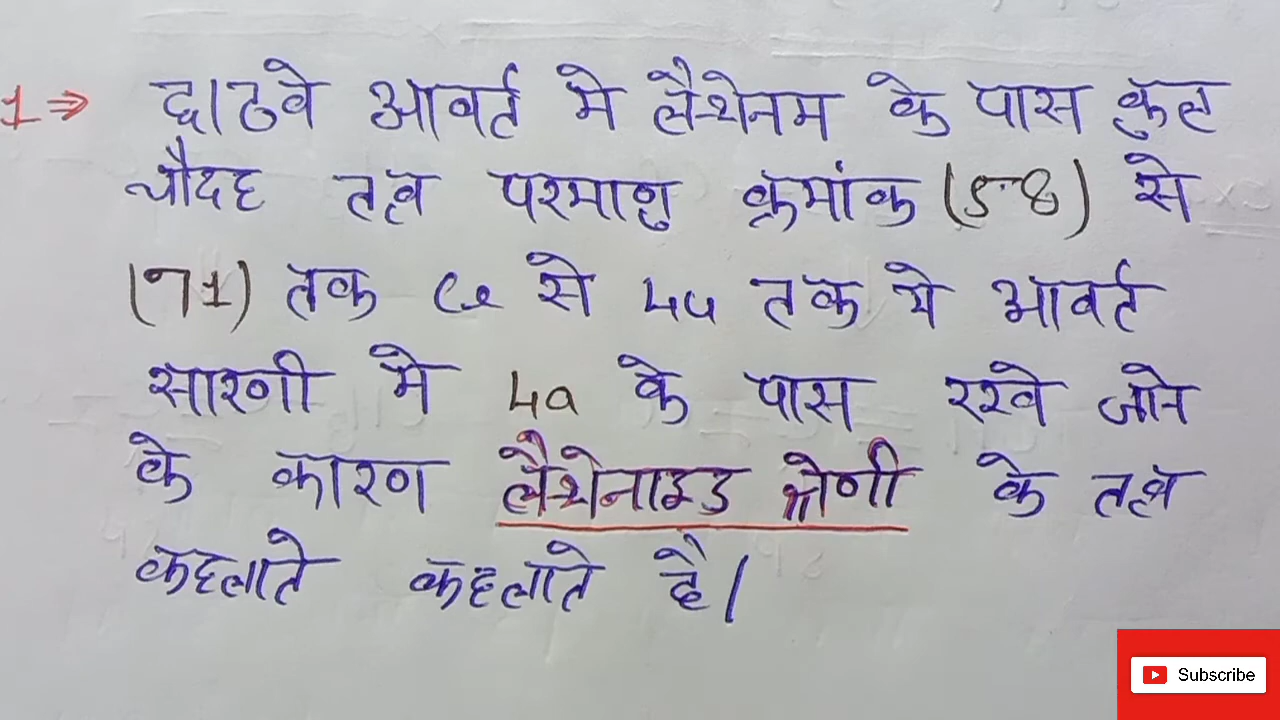 1⇒ छाठवे आवर्त मे लैन्थेनम के पास कुल
चौदह तत्व परमाणु क्रमांक (58) से
(71) तक Ce से Lu तक ये आवर्त
सारणी मे La के पास रखे जाने
के कारण लैन्थेनाइड श्रेणी के तत्व
कहलाते कहलाते है।
Subscribe